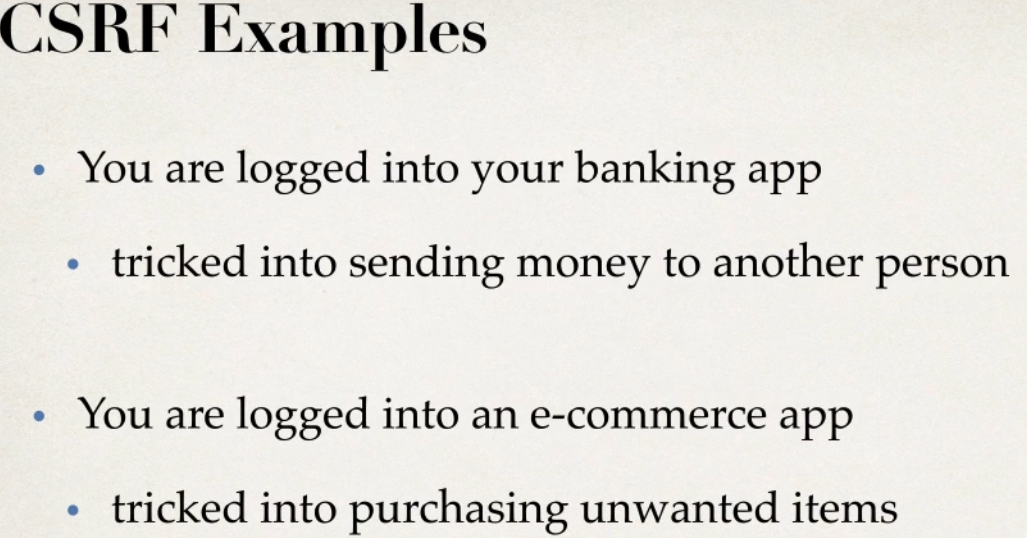 CSRF Examples
• You are logged into your banking app
• tricked into sending money to another person
• You are logged into an e-commerce app
• tricked into purchasing unwanted items